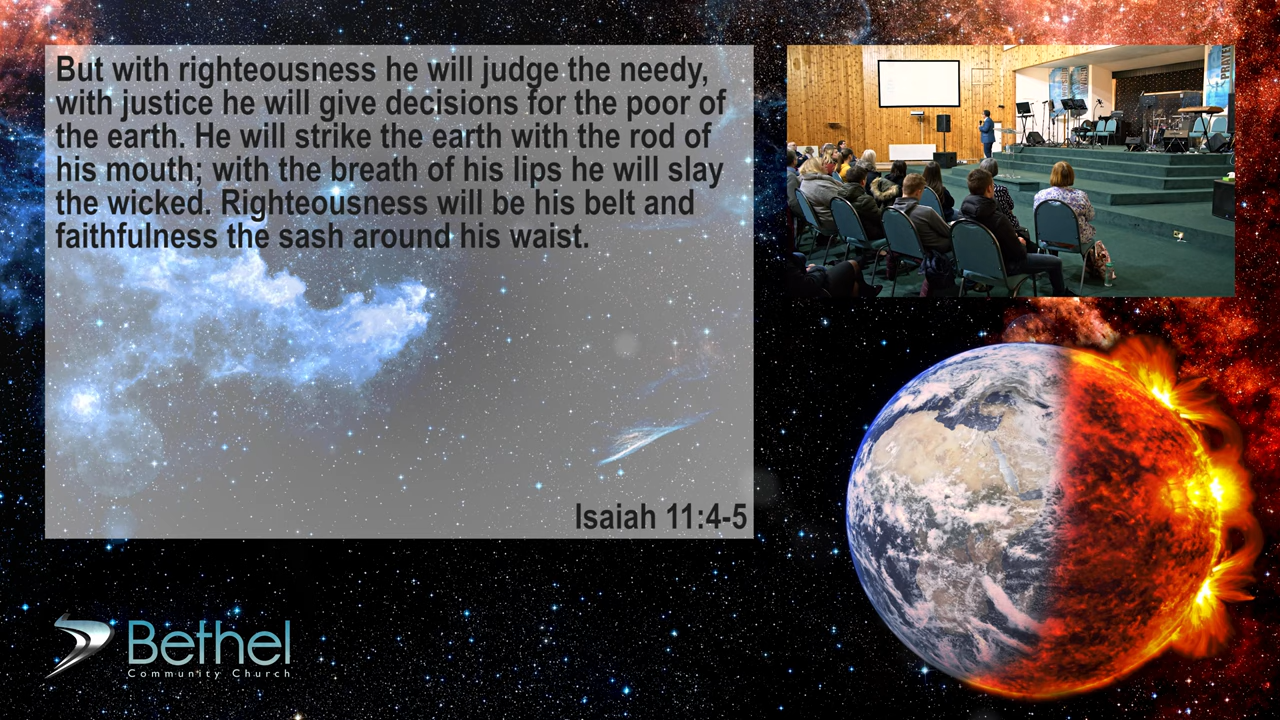 But with righteousness he will judge the needy,
with justice he will give decisions for the poor of
the earth. He will strike the earth with the rod of
his mouth; with the breath of his lips he will slay
the wicked. Righteousness will be his belt and
faithfulness the sash around his waist.
Isaiah 11:4-5
PRAYE
Bethel
Community Church